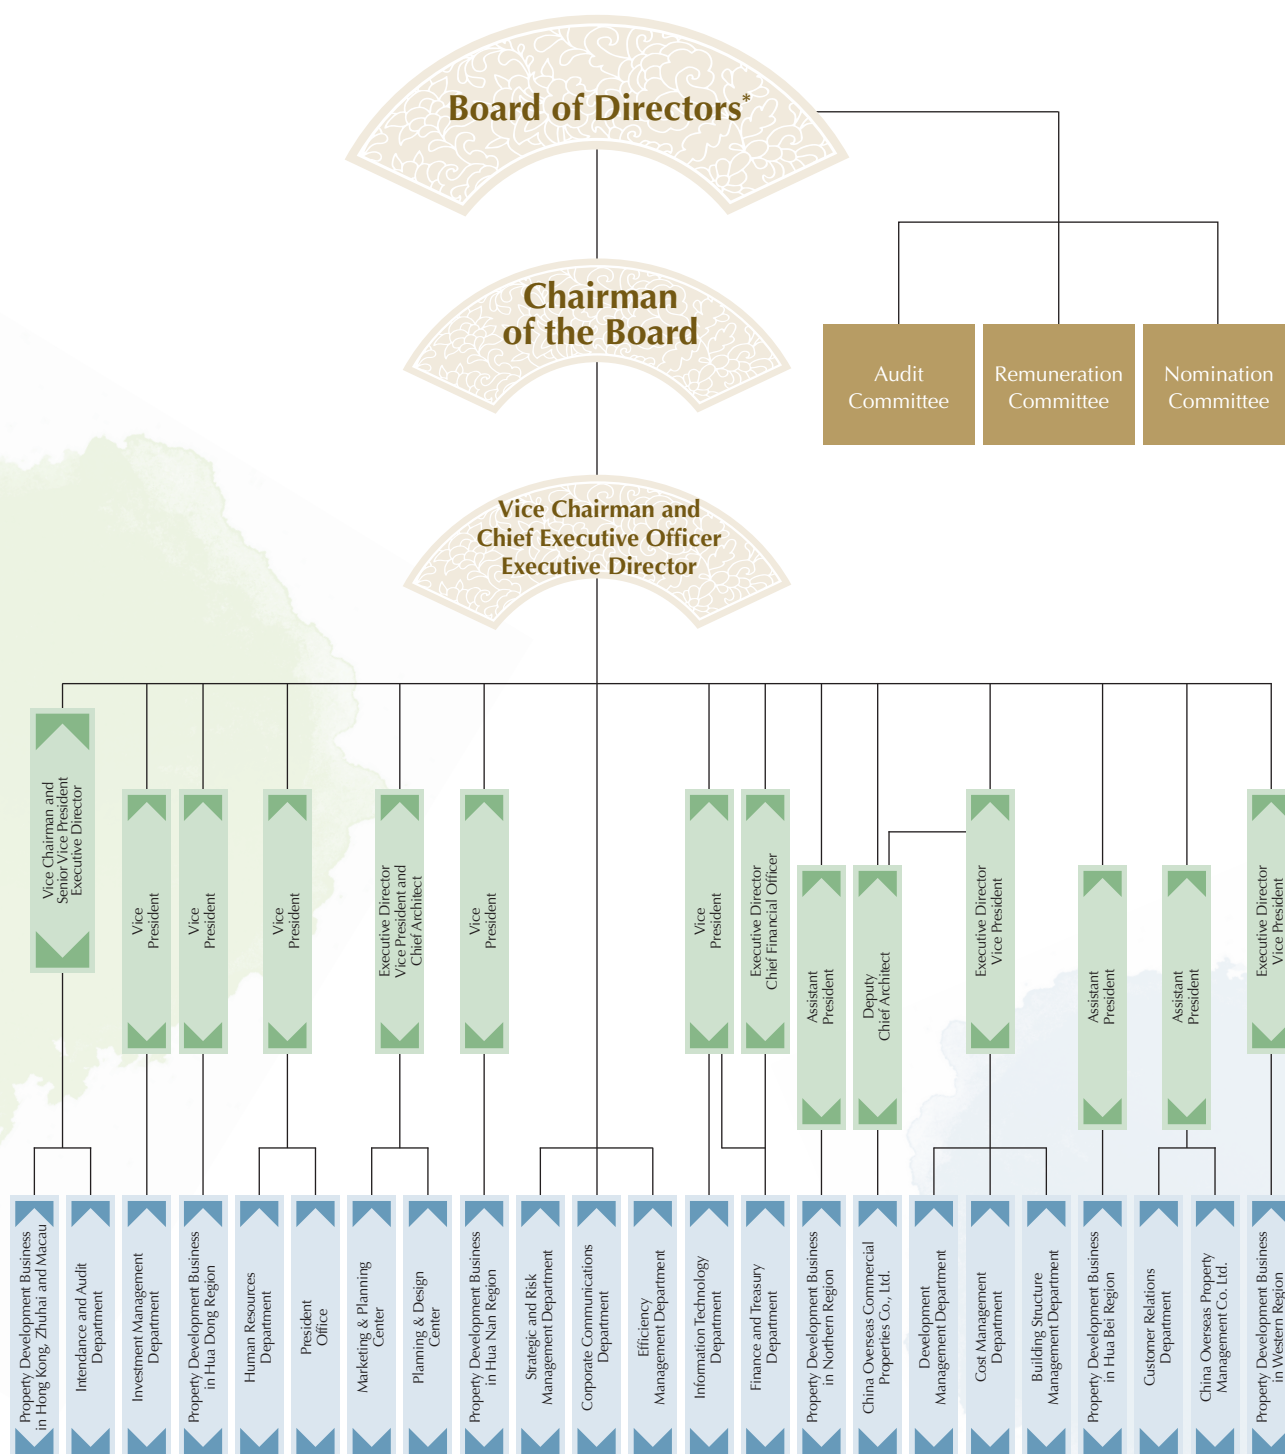 Board of Directors*
Chairman
of the Board
Audit
Committee
Remuneration
Committee
Nomination
Committee
Vice Chairman and
Chief Executive Officer
Executive Director
Vice Chairman and
Senior Vice President
Executive Director
Vice
President
Vice
President
Vice
President
Executive Director
Vice President and
Chief Architect
Vice
President
Vice
President
Executive Director
Chief Financial Officer
Assistant
President
Deputy
Chief Architect
Executive Director
Vice President
Assistant
President
Assistant
President
Executive Director
Vice President
Property Development Business
in Hong Kong, Zhuhai and Macau
Intendance and Audit
Department
Investment Management
Department
Property Development Business
in Hua Dong Region
Human Resources
Department
President
Office
Marketing & Planning
Center
Planning & Design
Center
Property Development Business
in Hua Nan Region
Strategic and Risk
Management Department
Corporate Communications
Department
Efficiency
Management Department
Information Technology
Department
Finance and Treasury
Department
Property Development Business
in Northern Region
China Overseas Commercial
Properties Co., Ltd.
Development
Management Department
Cost Management
Department
Building Structure
Management Department
Property Development Business
in Hua Bei Region
Customer Relations
Department
China Overseas Property
Management Co. Ltd.
Property Development Business
in Western Region